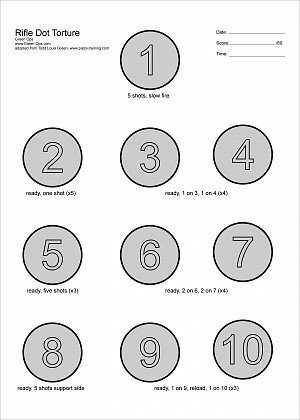 Rifle Dot Torture
Green Ops
www.Green-Ops.com
adopted from Todd Louis Green, www.pistol-training.com
Date:
Score: /60
Time:
1
5 shots, slow fire
2
3
4
ready, one shot (x5)
ready, 1 on 3, 1 on 4 (x4)
5
6
7
ready, five shots (x3)
ready, 2 on 6, 2 on 7 (x4)
8
9
10
ready, 5 shots support side
ready, 1 on 9, reload, 1 on 10 (x3)